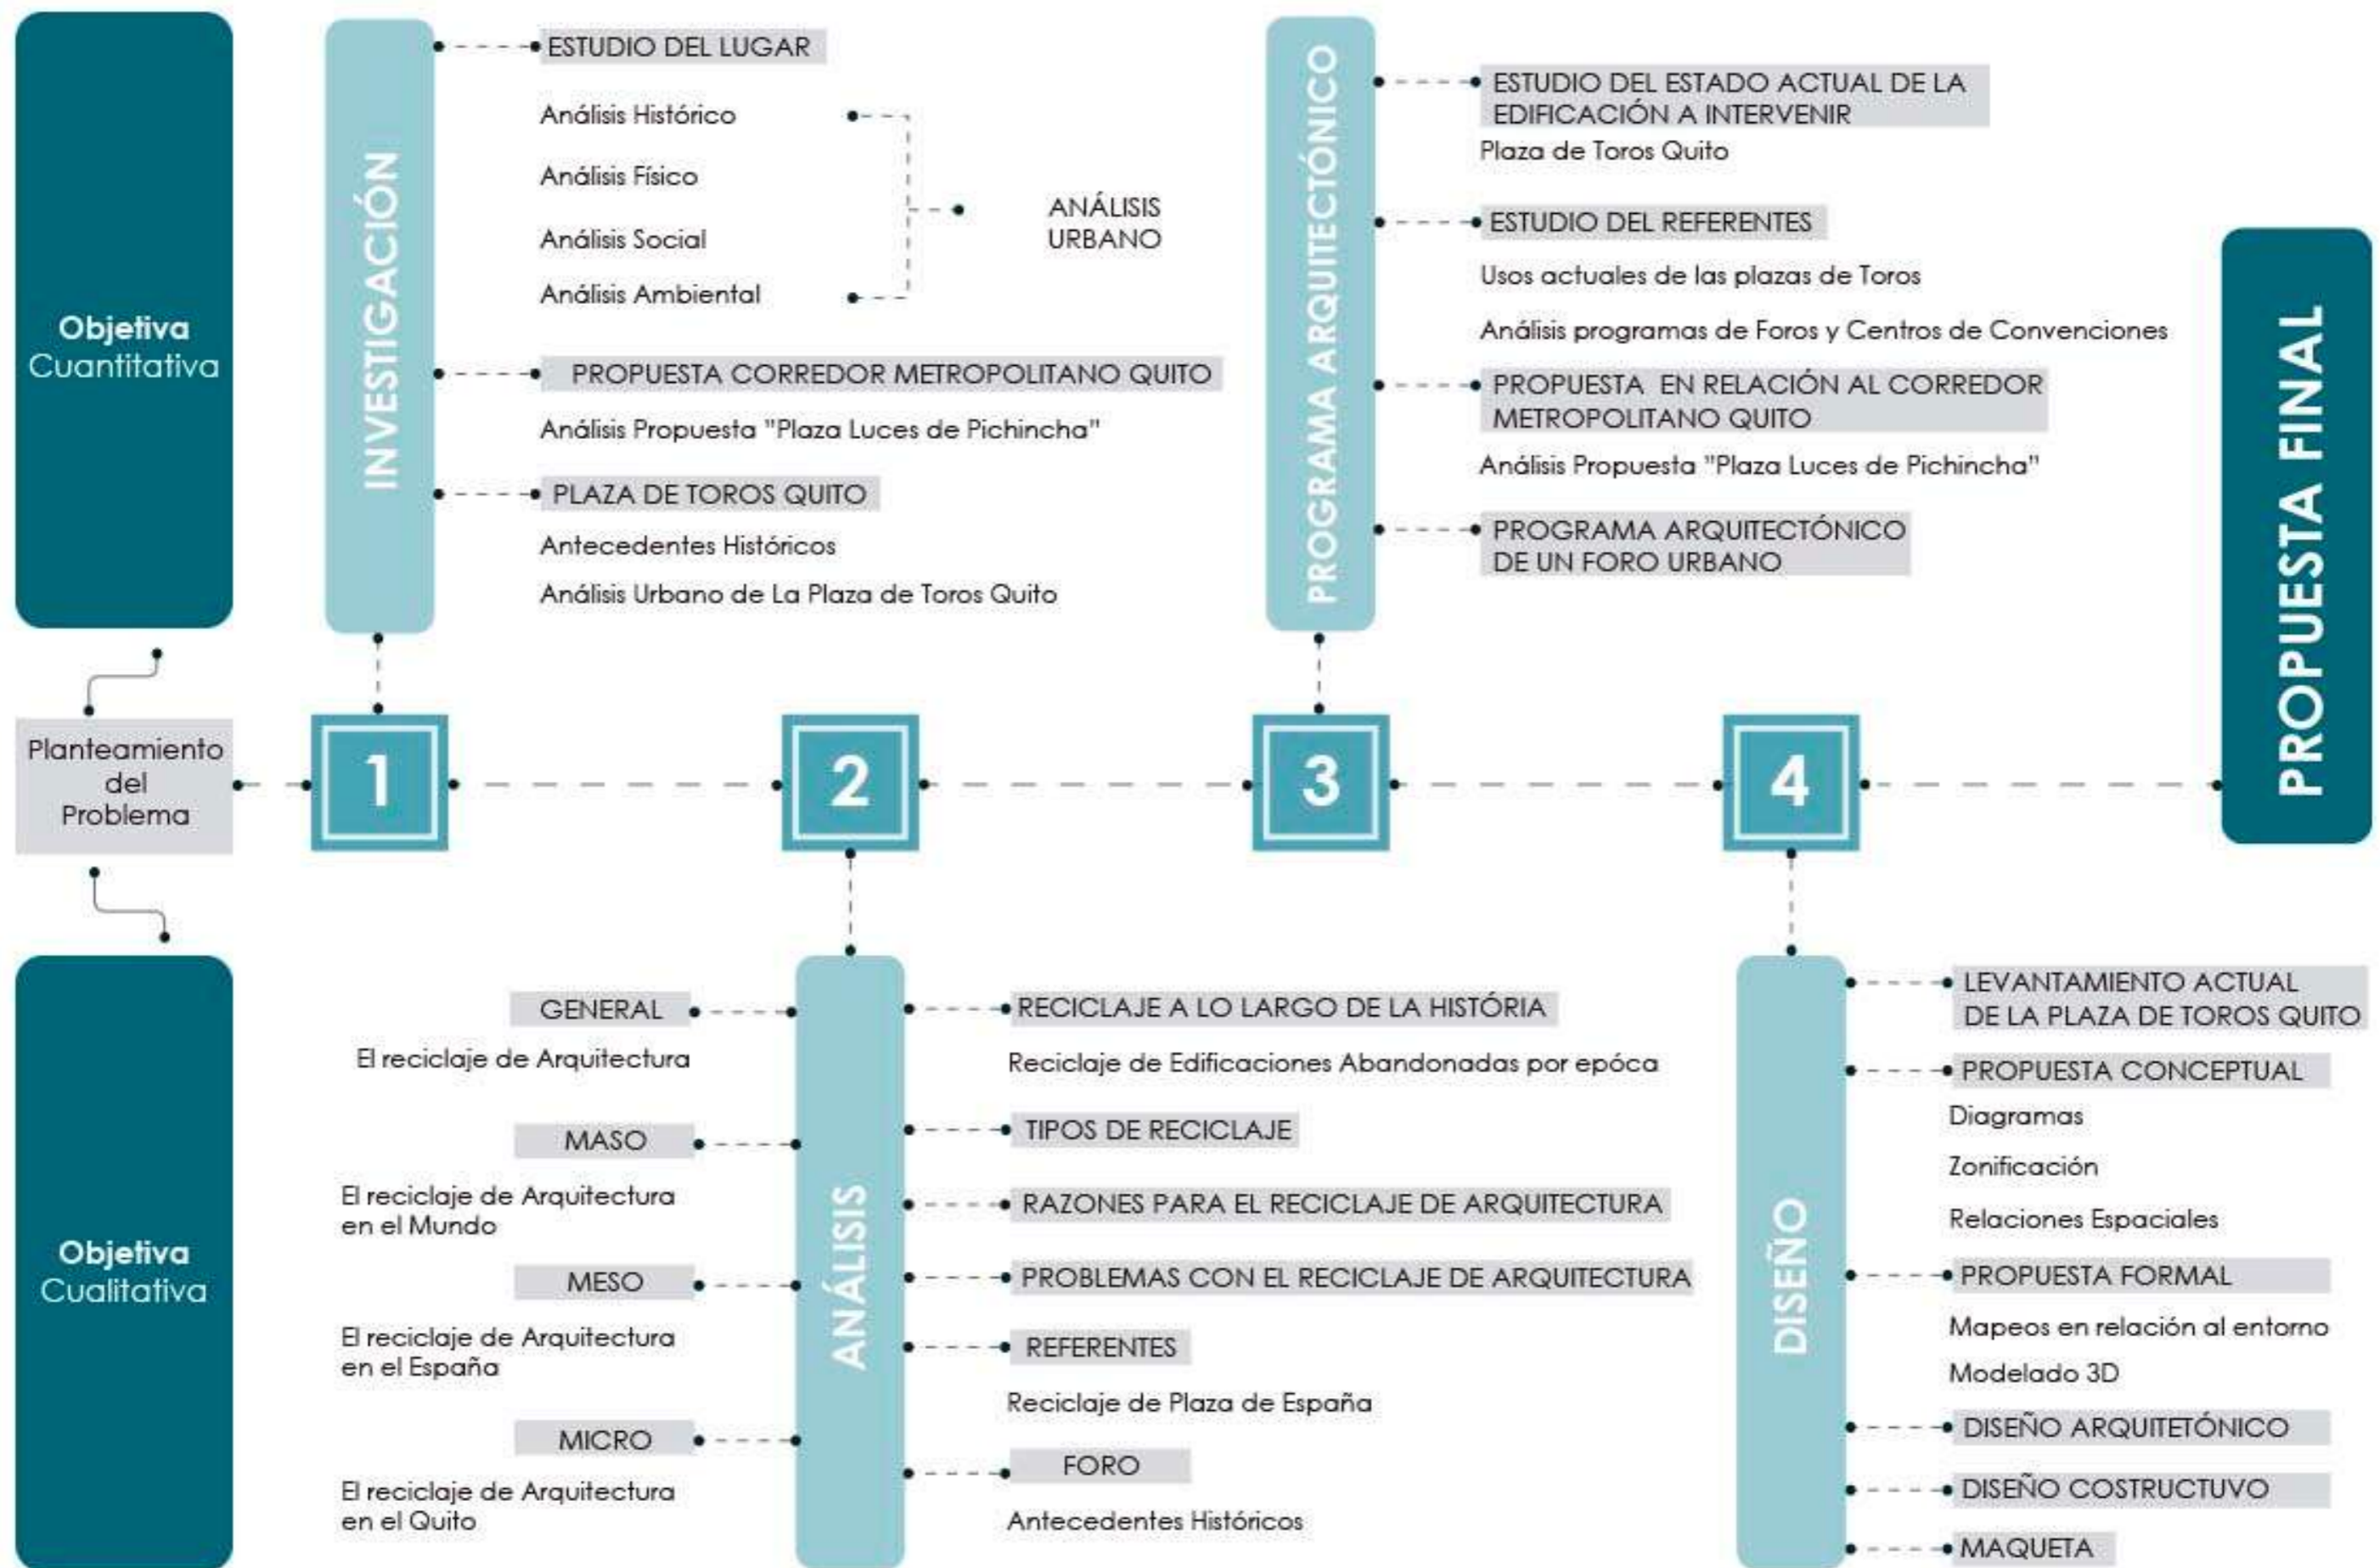 Objetiva
Cuantitativa
INVESTIGACIÓN
ESTUDIO DEL LUGAR
Análisis Histórico
Análisis Físico
Análisis Social
Análisis Ambiental
ANÁLISIS
URBANO
PROPUESTA CORREDOR METROPOLITANO QUITO
Análisis Propuesta "Plaza Luces de Pichincha"
PLAZA DE TOROS QUITO
Antecedentes Históricos
Análisis Urbano de La Plaza de Toros Quito
PROGRAMA ARQUITECTÓNICO
ESTUDIO DEL ESTADO ACTUAL DE LA
EDIFICACIÓN A INTERVENIR
Plaza de Toros Quito
ESTUDIO DEL REFERENTES
Usos actuales de las plazas de Toros
Análisis programas de Foros y Centros de Convenciones
PROPUESTA EN RELACIÓN AL CORREDOR
METROPOLITANO QUITO
Análisis Propuesta "Plaza Luces de Pichincha"
PROGRAMA ARQUITECTÓNICO
DE UN FORO URBANO
PROPUESTA FINAL
Planteamiento
del
Problema
1
2
3
4
Objetiva
Cualitativa
GENERAL
El reciclaje de Arquitectura
MASO
El reciclaje de Arquitectura
en el Mundo
MESO
El reciclaje de Arquitectura
en el España
MICRO
El reciclaje de Arquitectura
en el Quito
ANÁLISIS
RECICLAJE A LO LARGO DE LA HISTÓRIA
Reciclaje de Edificaciones Abandonadas por epóca
TIPOS DE RECICLAJE
RAZONES PARA EL RECICLAJE DE ARQUITECTURA
PROBLEMAS CON EL RECICLAJE DE ARQUITECTURA
REFERENTES
Reciclaje de Plaza de España
FORO
Antecedentes Históricos
DISEÑO
LEVANTAMIENTO ACTUAL
DE LA PLAZA DE TOROS QUITO
PROPUESTA CONCEPTUAL
Diagramas
Zonificación
Relaciones Espaciales
PROPUESTA FORMAL
Mapeos en relación al entorno
Modelado 3D
DISEÑO ARQUITETÓNICO
DISEÑO COSTRUCTUVO
MAQUETA